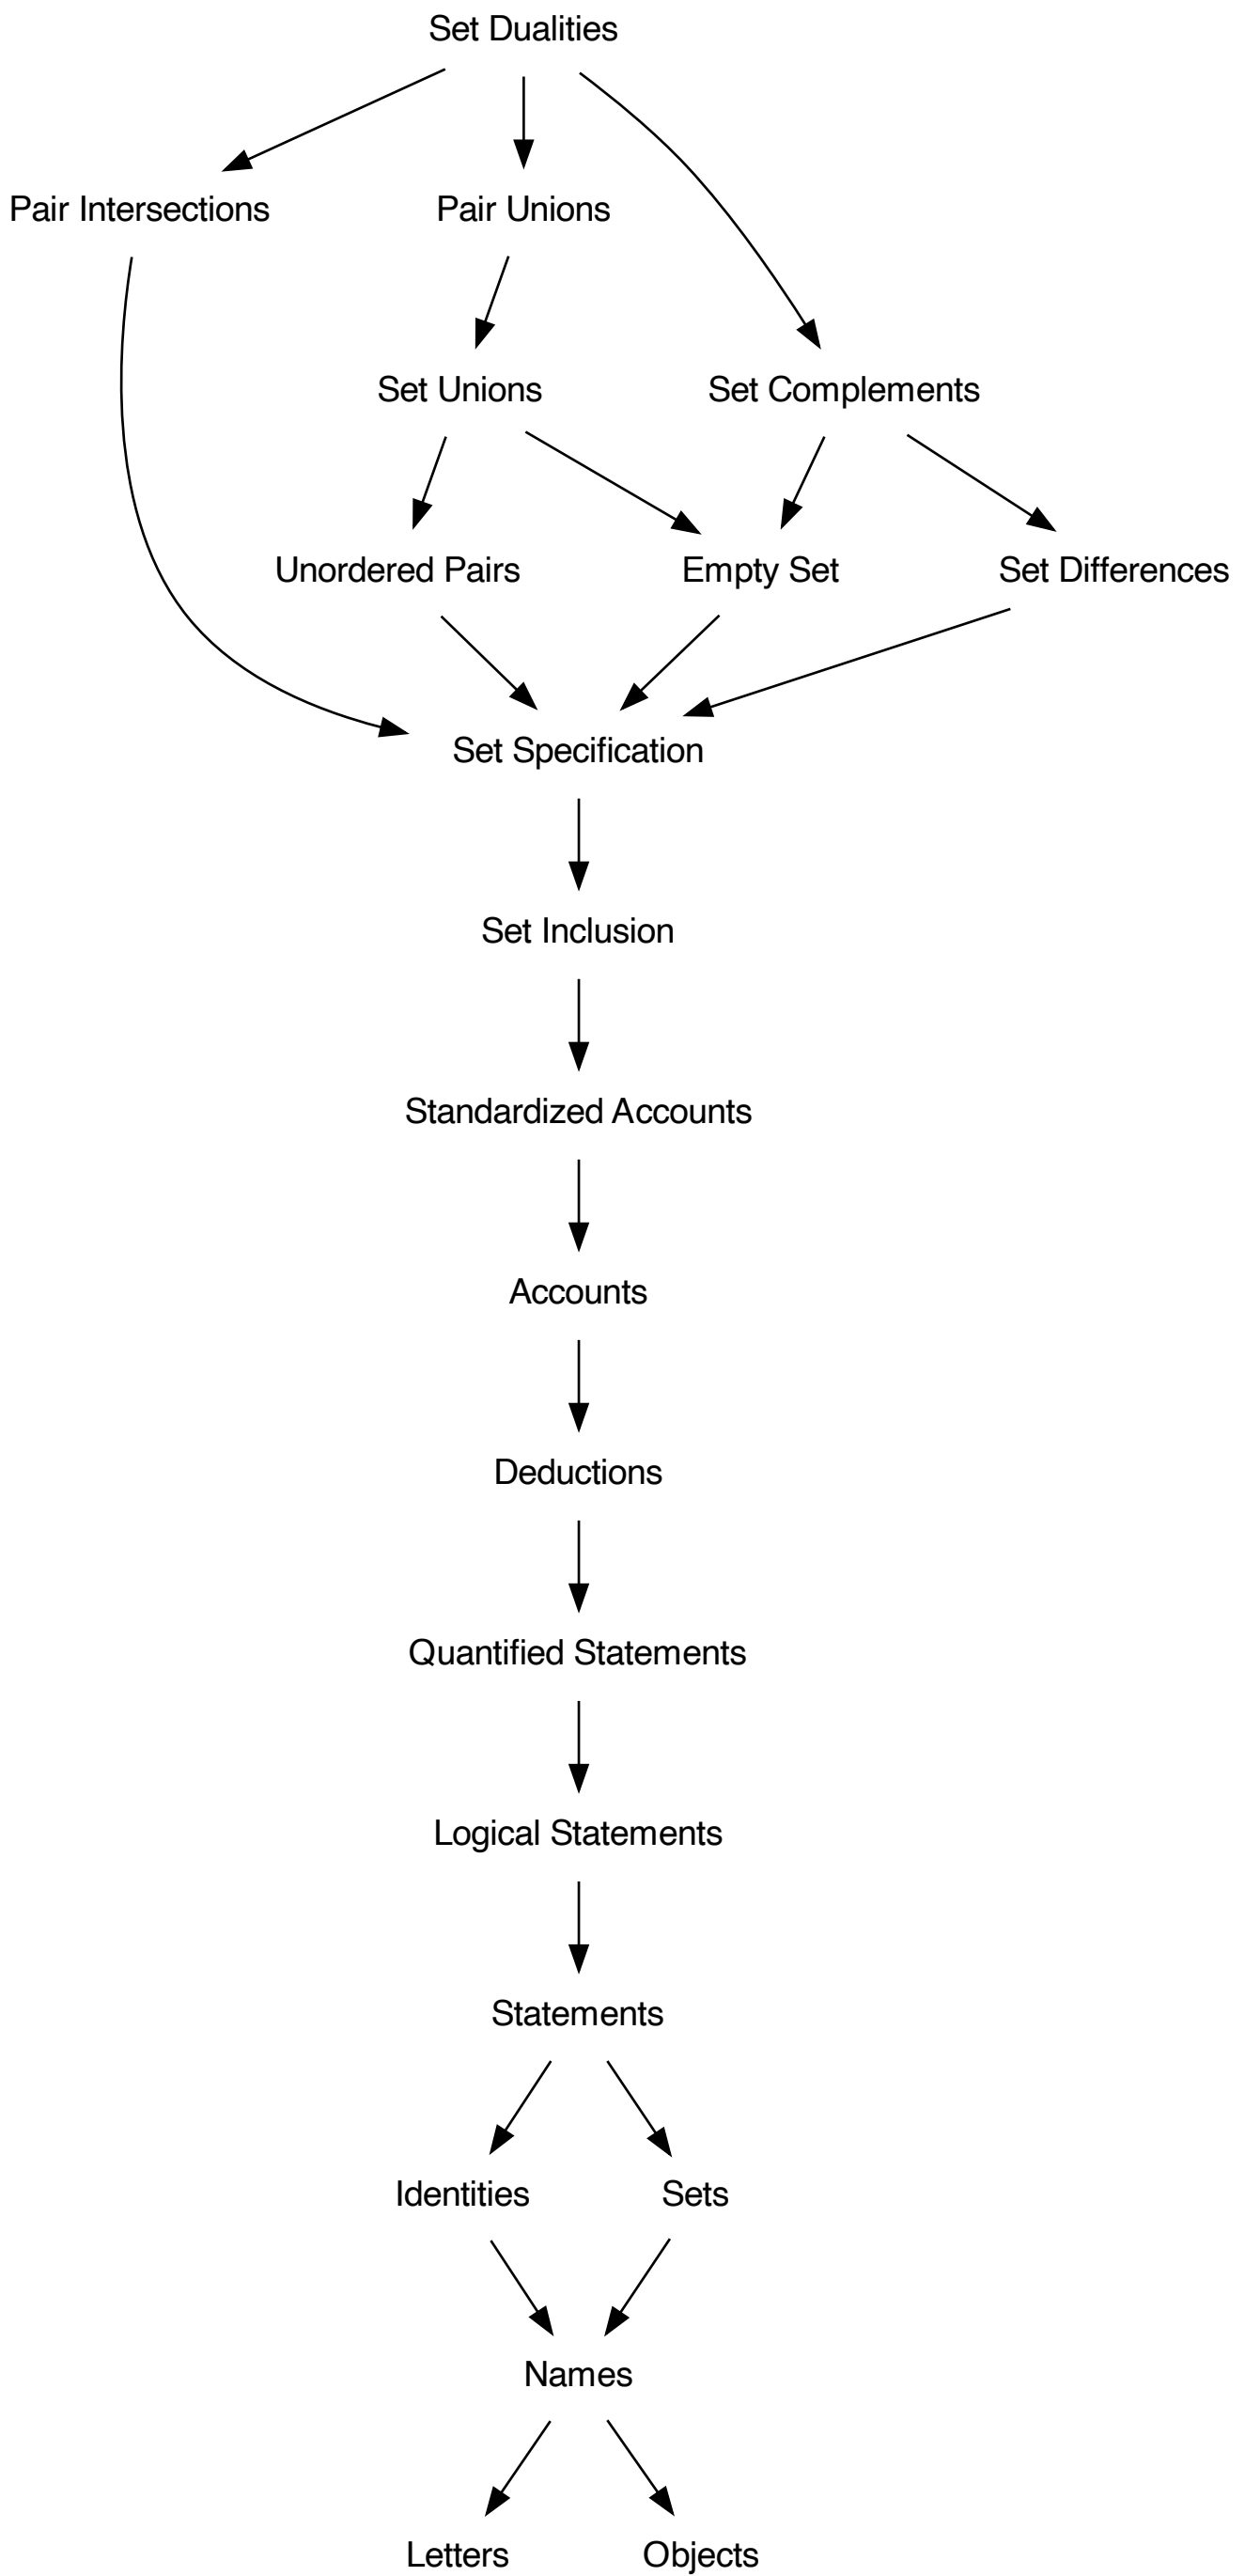 Set Dualities
Pair Intersections
Pair Unions
Set Unions
Set Complements
Unordered Pairs
Empty Set
Set Differences
Set Specification
Set Inclusion
Standardized Accounts
Accounts
Deductions
Quantified Statements
Logical Statements
Statements
Identities
Sets
Names
Letters
Objects